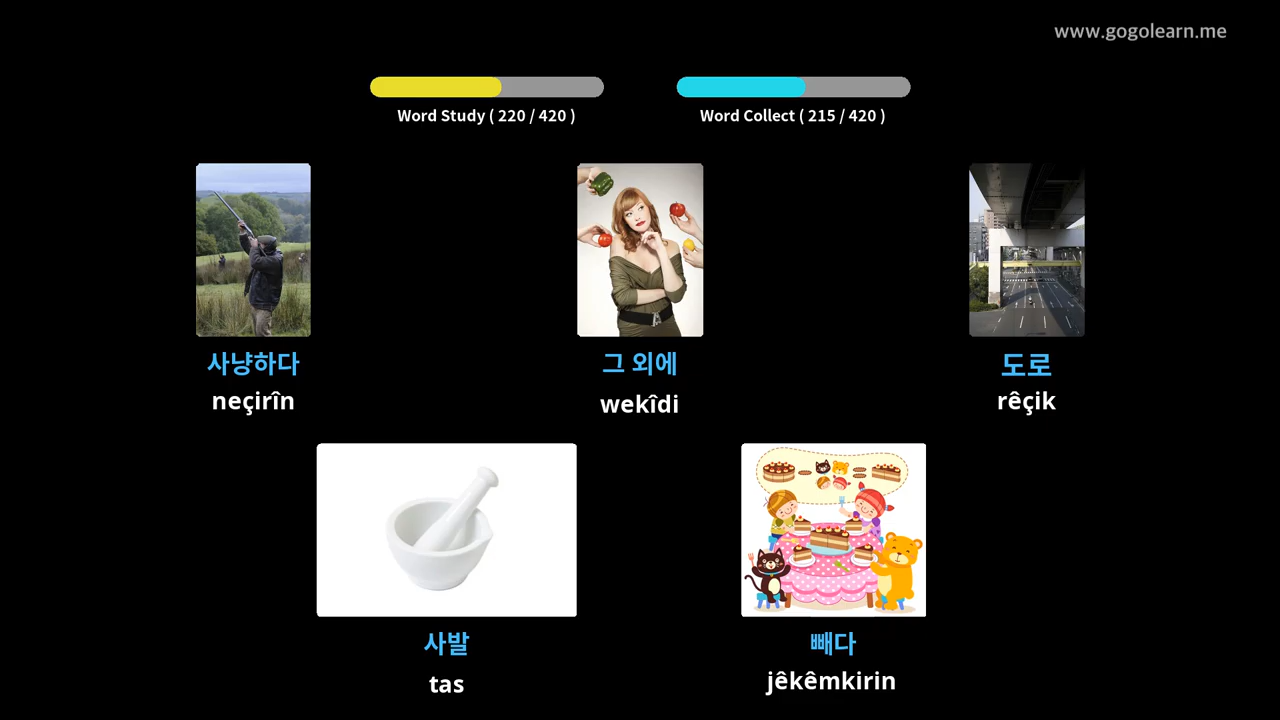 www.gogolearn.me
Word Study ( 220 / 420 )
Word Collect ( 215 / 420 )
사냥하다
neçirîn
그 외에
wekîdi
도로
rêçik
사발
tas
빼다
jêkêmkirin